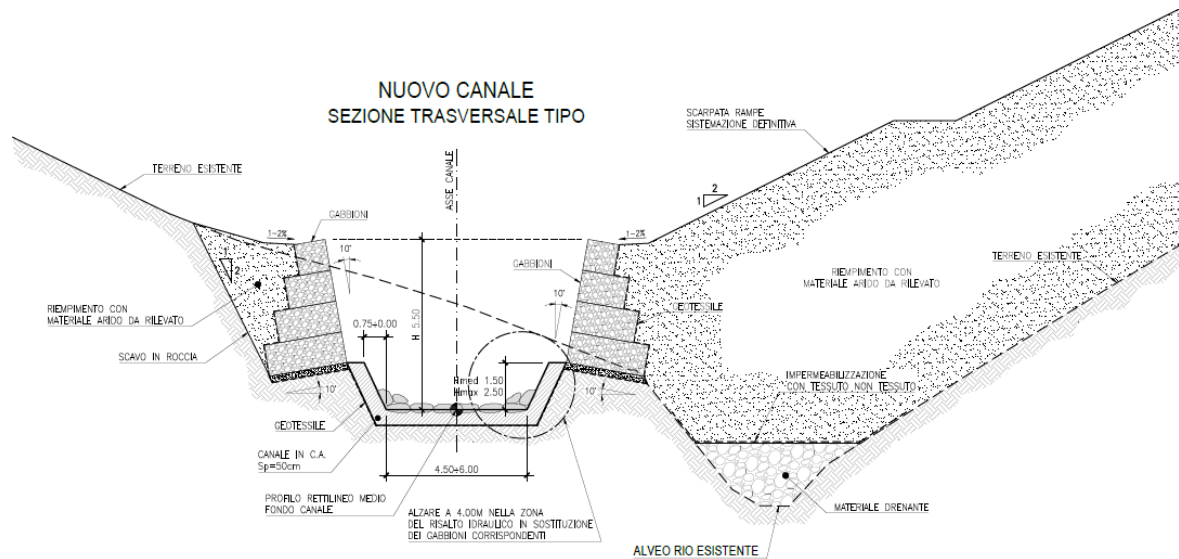 NUOVO CANALE
SEZIONE TRASVERSALE TIPO
ASSE CANALE
SCARPATA RAMPE
SISTEMAZIONE DEFINITIVA
TERRENO ESISTENTE
GABBIONI
1-2%
1-2%
2
1
10'
GABBIONI
10'
TERRENO ESISTENTE
1
2
RIEMPIMENTO CON
MATERIALE ARIDO DA RILEVATO
GEOTESSILE
RIEMPIMENTO CON
MATERIALE ARIDO DA RILEVATO
H 5.50
0.75÷0.00
SCAVO IN ROCCIA
Hmed 1.50
Hmax 2.50
10'
10'
IMPERMEABILIZZAZIONE
CON TESSUTO NON TESSUTO
GEOTESSILE
CANALE IN C.A.
Sp=50cm
4.50÷6.00
PROFILO RETTILINEO MEDIO
FONDO CANALE
ALZARE A 4.00M NELLA ZONA
DEL RISALTO IDRAULICO IN SOSTITUZIONE
DEI GABBIONI CORRISPONDENTI
MATERIALE DRENANTE
ALVEO RIO ESISTENTE